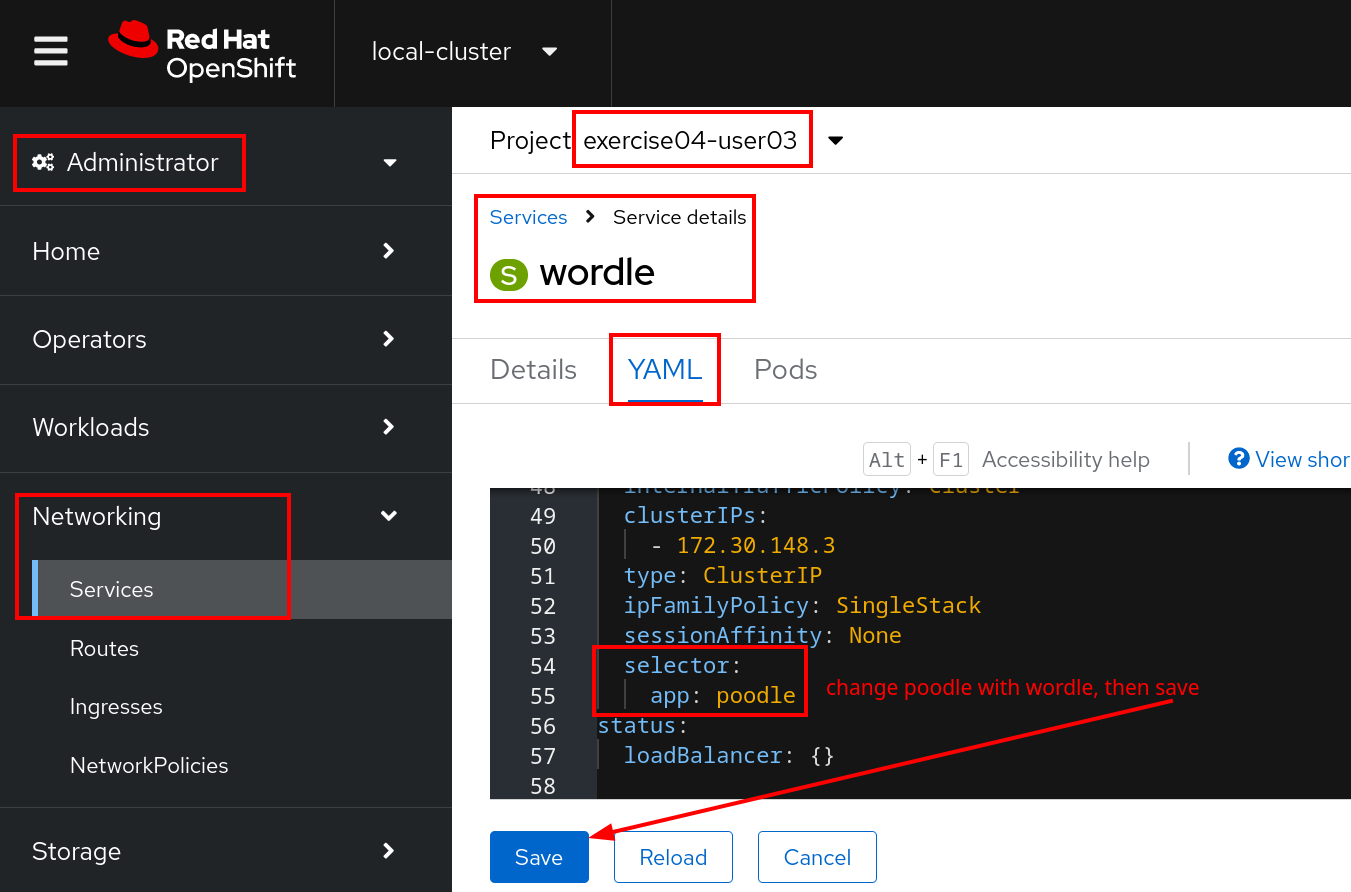 Red Hat
OpenShift
local-cluster
Administrator
Home
Operators
Workloads
Networking
Services
Routes
Ingresses
NetworkPolicies
Storage
Project exercise04-user03
Services > Service details
S wordle
Details YAML Pods
Alt + F1 Accessibility help View shor
48 internalTrafficPolicy: Cluster
49 clusterIPs:
50 - 172.30.148.3
51 type: ClusterIP
52 ipFamilyPolicy: SingleStack
53 sessionAffinity: None
54 selector:
55 app: poodle
change poodle with wordle, then save
56 status:
57 loadBalancer: {}
58
Save Reload Cancel